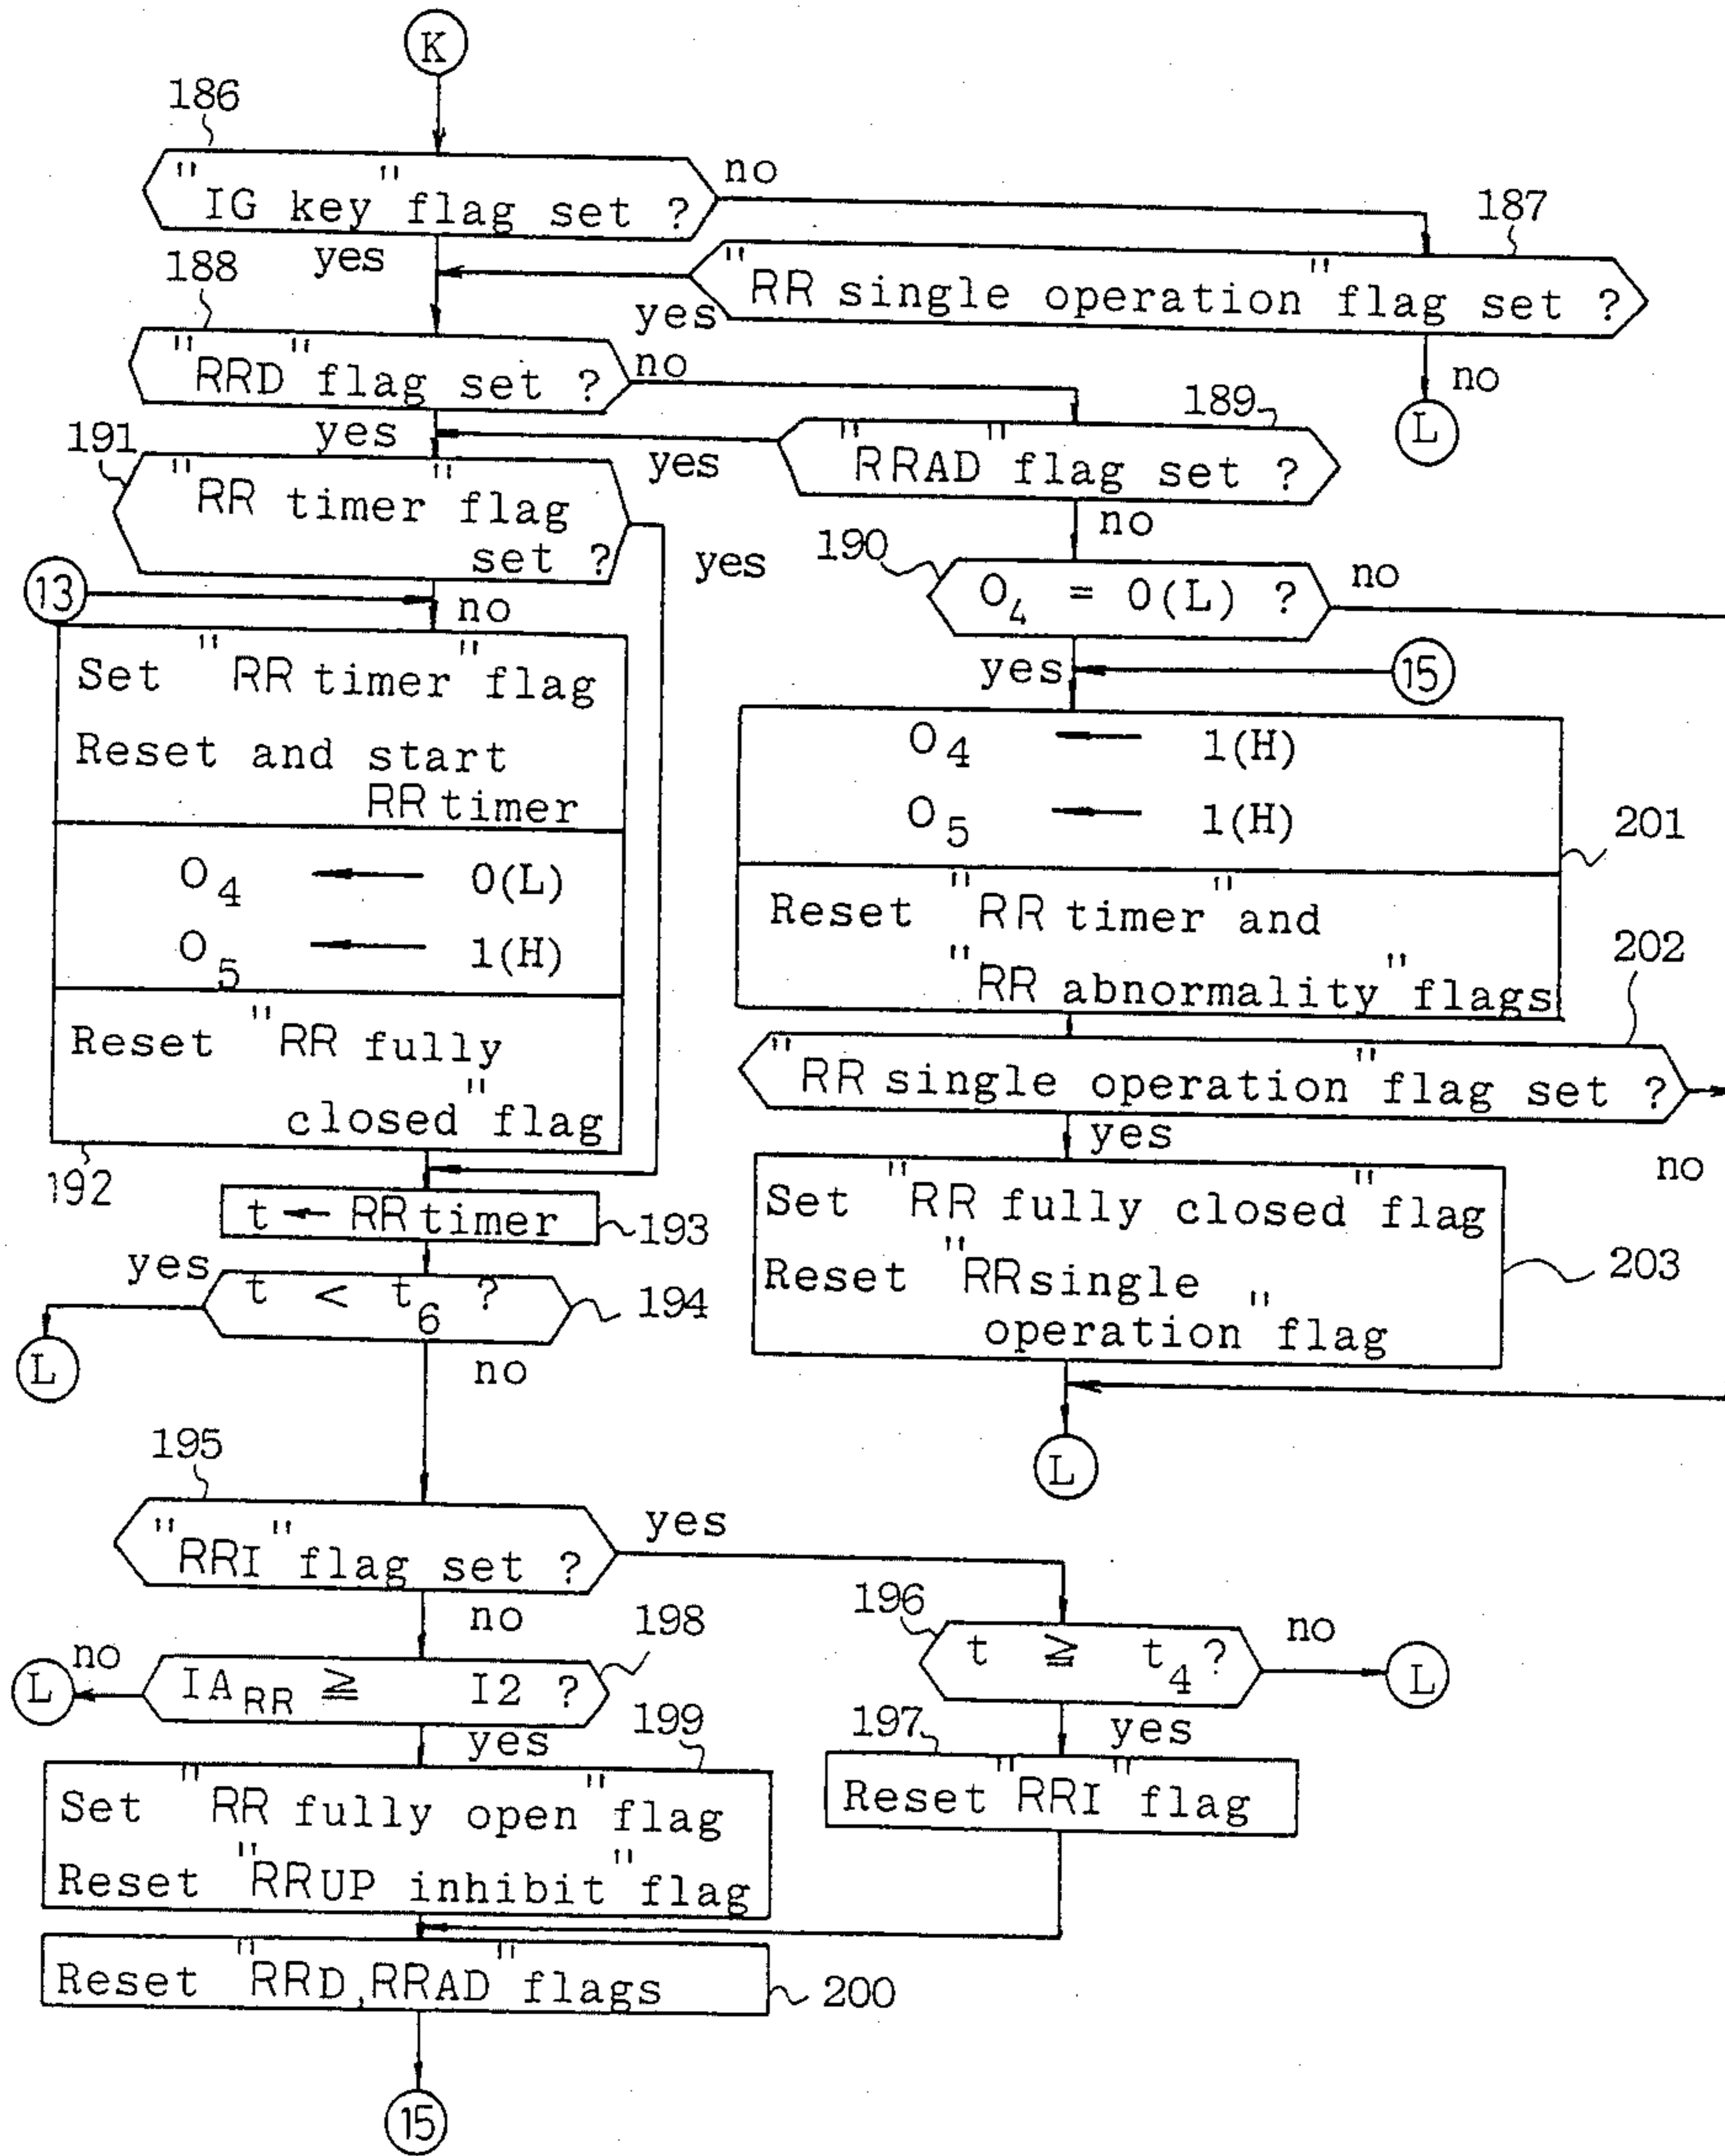 K
186
"IG key" flag set ?
no
yes
187
"RR single operation" flag set ?
yes
no
L
188
"RRD" flag set ?
no
yes
189
"RRAD" flag set ?
yes
no
191
"RR timer" flag
set ?
yes
no
13
190
O4 = 0(L) ?
no
yes
15
Set "RR timer" flag
Reset and start
RR timer
O4 ← 0(L)
O5 ← 1(H)
Reset "RR fully
closed" flag
192
O4 ← 1(H)
O5 ← 1(H)
201
Reset "RR timer" and
"RR abnormality" flags
202
"RR single operation" flag set ?
yes
no
Set "RR fully closed" flag
Reset "RR single
operation" flag
203
L
t ← RR timer
193
yes
t < t6 ?
194
L
no
195
"RRI" flag set ?
yes
no
196
t ≧ t4 ?
no
L
yes
197
Reset "RRI" flag
198
IARR ≧ I2 ?
no
L
yes
199
Set "RR fully open" flag
Reset "RRUP inhibit" flag
Reset "RRD, RRAD" flags
200
15